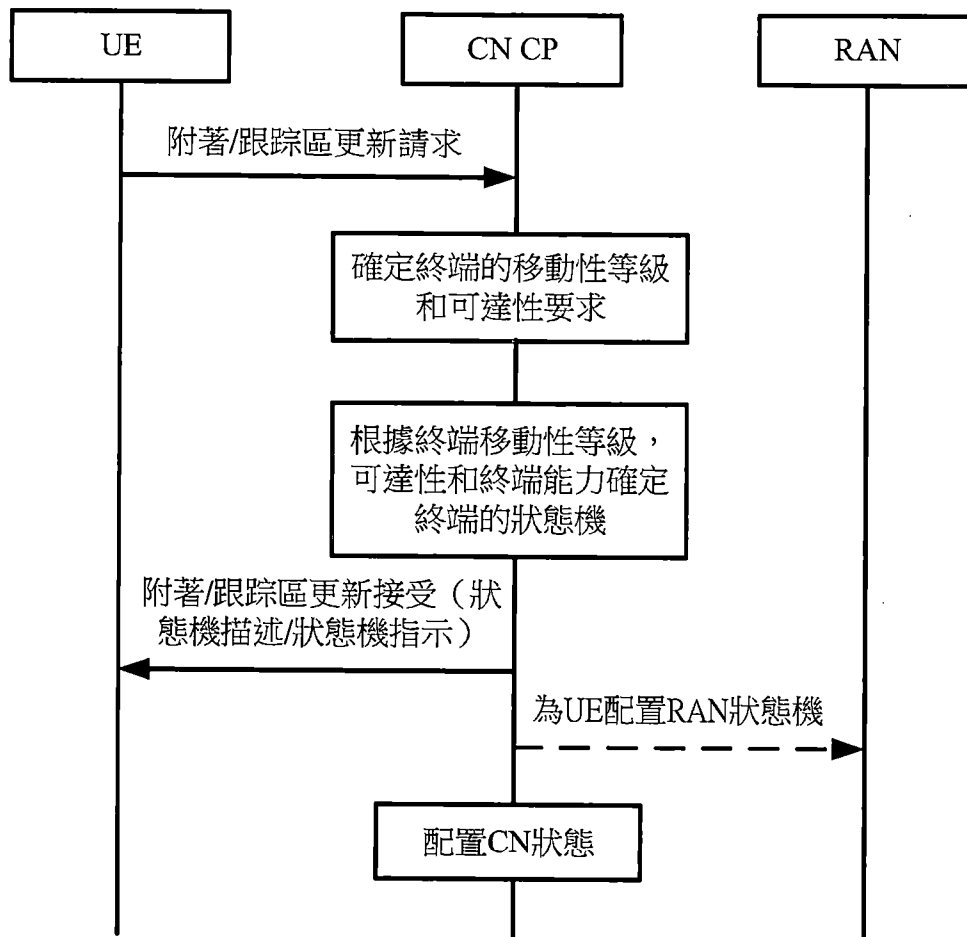 UE
CN CP
RAN
附著/跟踪區更新請求
確定終端的移動性等級
和可達性要求
根據終端移動性等級，
可達性和終端能力確定
終端的狀態機
附著/跟踪區更新接受（狀
態機描述/狀態機指示）
為UE配置RAN狀態機
配置CN狀態